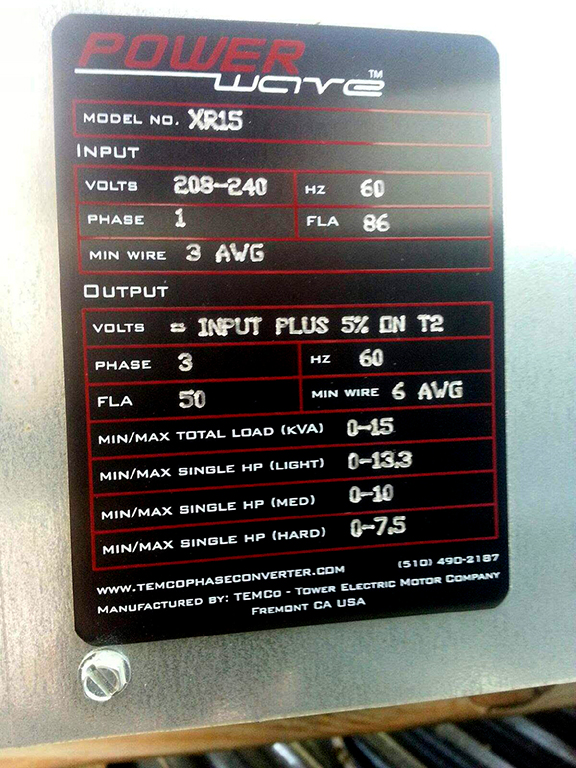 POWER
wave™
MODEL NO. XR15
INPUT
VOLTS 208-240 HZ 60
PHASE 1 FLA 86
MIN WIRE 3 AWG
OUTPUT
VOLTS = INPUT PLUS 5% ON T2
PHASE 3 HZ 60
FLA 50 MIN WIRE 6 AWG
MIN/MAX TOTAL LOAD (KVA) 0-15
MIN/MAX SINGLE HP (LIGHT) 0-13.3
MIN/MAX SINGLE HP (MED) 0-10
MIN/MAX SINGLE HP (HARD) 0-7.5
WWW.TEMCOPHASECONVERTER.COM (510) 490-2187
MANUFACTURED BY: TEMCO - TOWER ELECTRIC MOTOR COMPANY
FREMONT CA USA